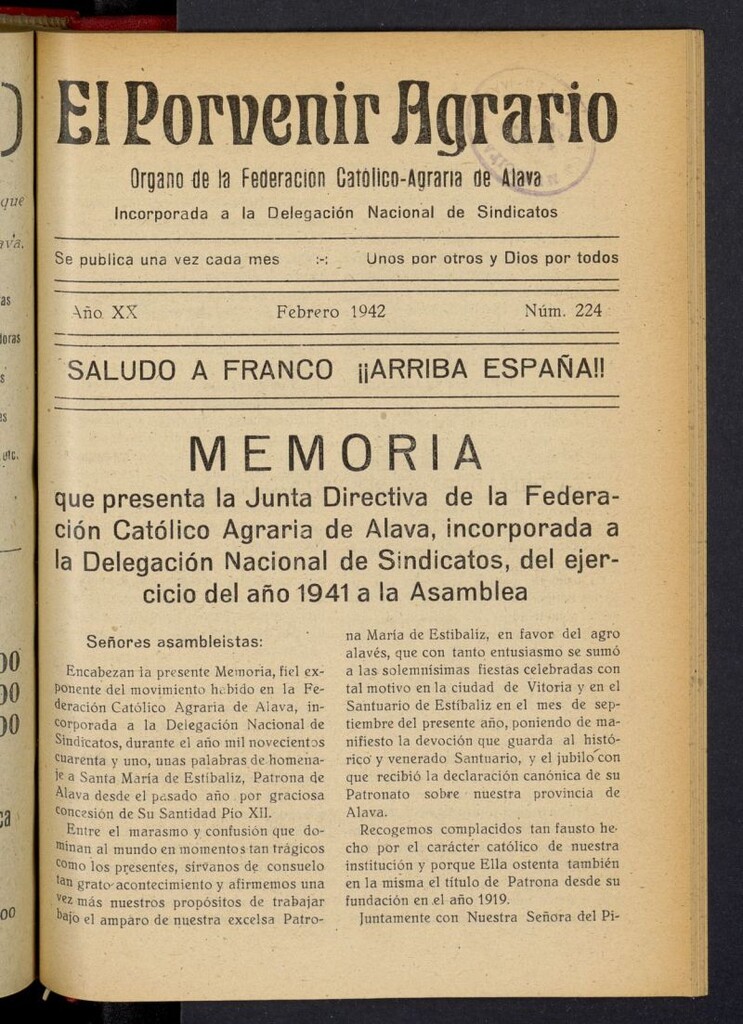 El Porvenir Agrario
Organo de la Federacion Católico-Agraria de Alava
Incorporada a la Delegación Nacional de Sindicatos
Se publica una vez cada mes :-: Unos por otros y Dios por todos
Año XX Febrero 1942 Núm. 224
SALUDO A FRANCO ¡¡ARRIBA ESPAÑA!!
MEMORIA
que presenta la Junta Directiva de la Federa-
ción Católico Agraria de Alava, incorporada a
la Delegación Nacional de Sindicatos, del ejer-
cicio del año 1941 a la Asamblea
Señores asambleistas:
Encabezan la presente Memoria, fiel ex-
ponente del movimiento habido en la Fe-
deración Católico Agraria de Alava, in-
corporada a la Delegación Nacional de
Sindicatos, durante el año mil novecientos
cuarenta y uno, unas palabras de homena-
je a Santa María de Estíbaliz, Patrona de
Alava desde el pasado año por graciosa
concesión de Su Santidad Pío XII.
Entre el marasmo y confusión que do-
minan al mundo en momentos tan trágicos
como los presentes, sírvanos de consuelo
tan grato acontecimiento y afirmemos una
vez más nuestros propósitos de trabajar
bajo el amparo de nuestra excelsa Patro-
na María de Estibaliz, en favor del agro
alavés, que con tanto entusiasmo se sumó
a las solemnísimas fiestas celebradas con
tal motivo en la ciudad de Vitoria y en el
Santuario de Estíbaliz en el mes de sep-
tiembre del presente año, poniendo de ma-
nifiesto la devoción que guarda al histó-
rico y venerado Santuario, y el jubilo con
que recibió la declaración canónica de su
Patronato sobre nuestra provincia de
Alava.
Recogemos complacidos tan fausto he-
cho por el carácter católico de nuestra
institución y porque Ella ostenta también
en la misma el título de Patrona desde su
fundación en el año 1919.
Juntamente con Nuestra Señora del Pi-